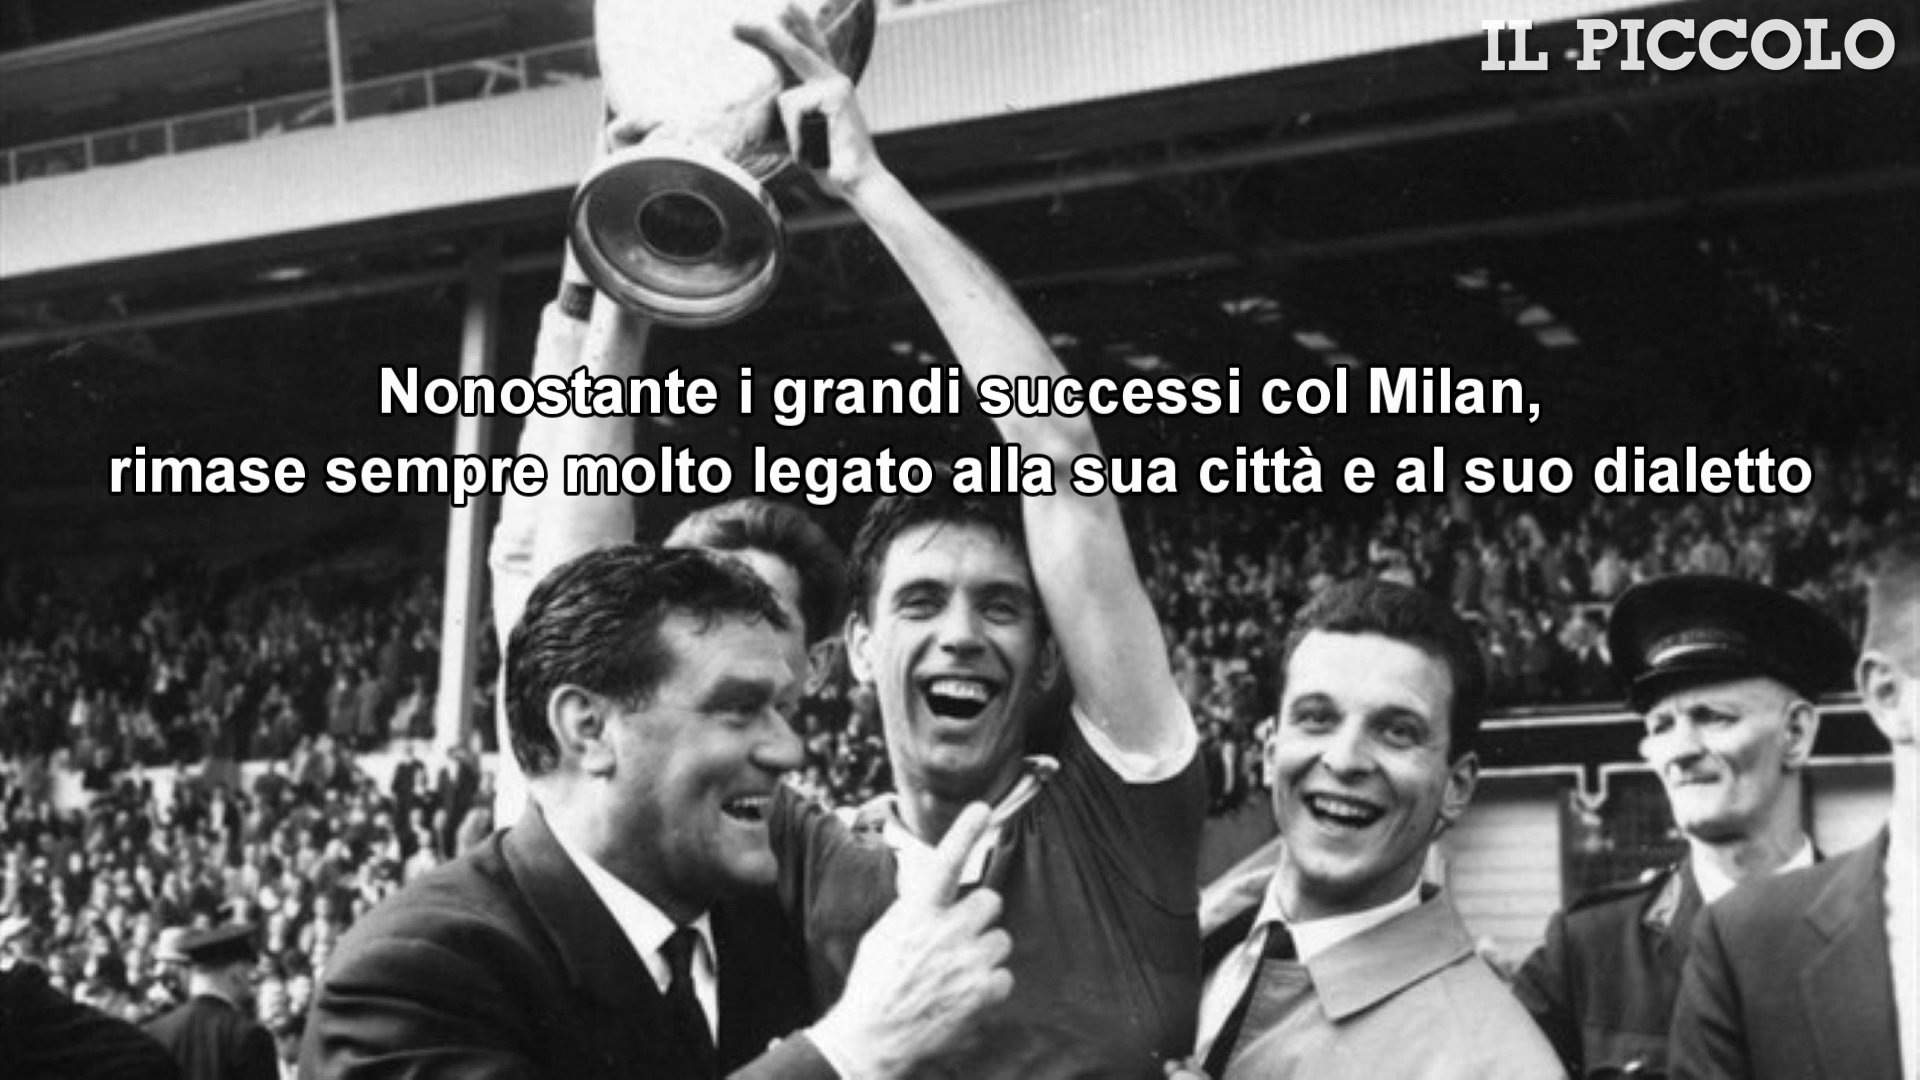 IL PICCOLO
Nonostante i grandi successi col Milan,
rimase sempre molto legato alla sua città e al suo dialetto